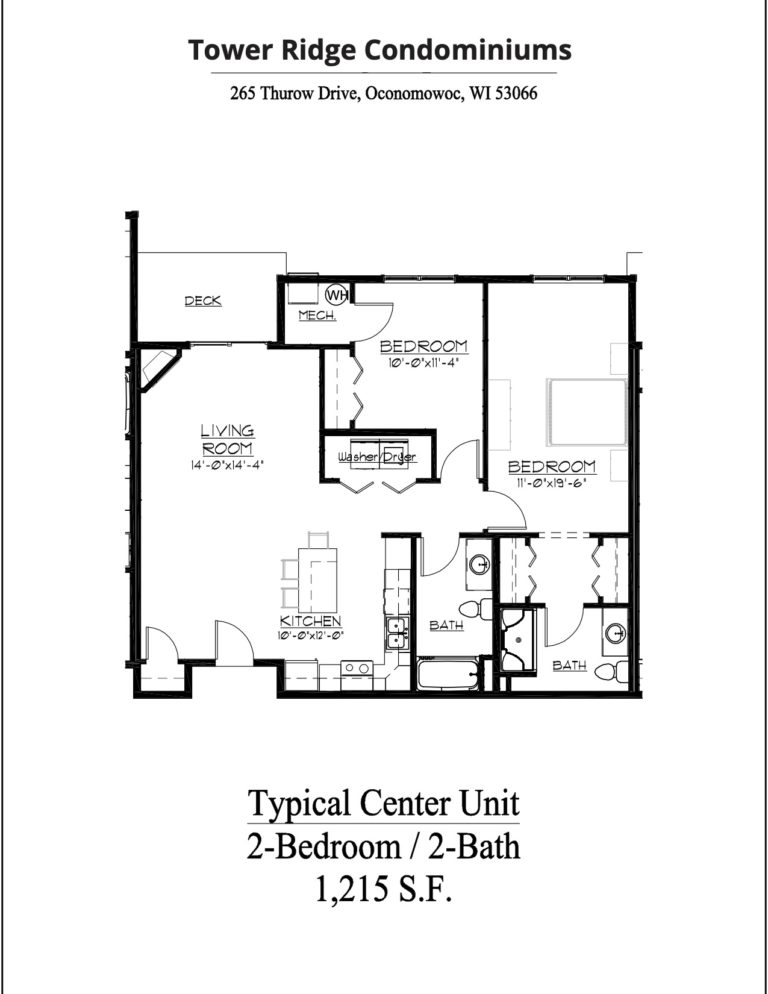 Tower Ridge Condominiums
265 Thurow Drive, Oconomowoc, WI 53066
DECK
WH
MECH.
BEDROOM
10'-0"x11'-4"
LIVING
ROOM
14'-0"x14'-4"
Washer/Dryer
BEDROOM
11'-0"x19'-6"
KITCHEN
10'-0"x12'-0"
BATH
BATH
Typical Center Unit
2-Bedroom / 2-Bath
1,215 S.F.